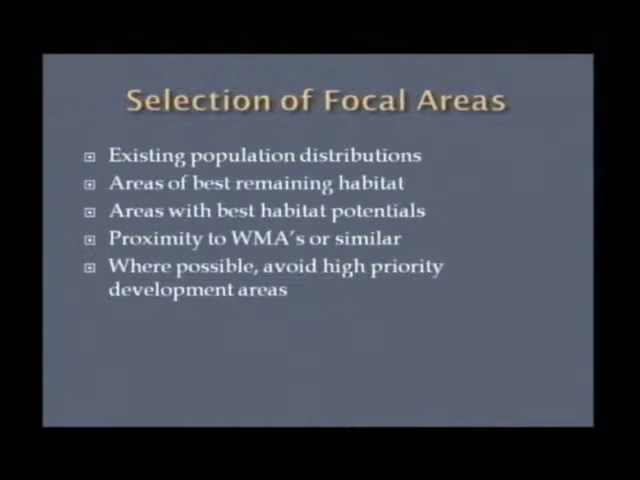 Selection of Focal Areas
Existing population distributions
Areas of best remaining habitat
Areas with best habitat potentials
Proximity to WMA's or similar
Where possible, avoid high priority
development areas